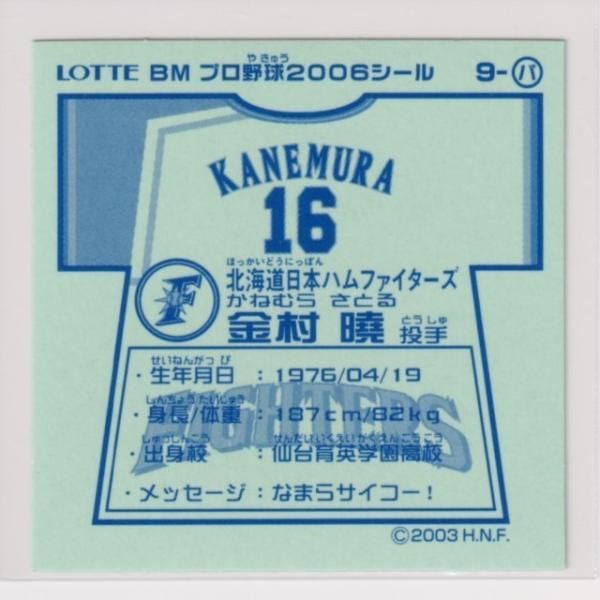 やきゅう
LOTTE BM プロ野球2006シール 9-パ
KANEMURA
16
ほっかいどうにっぽん
北海道日本ハムファイターズ
F
かねむら さとる
とうしゅ
金村 曉 投手
せいねんがっぴ
・生年月日 : 1976/04/19
しんちょう たいじゅう
・身長/体重 : 187cm/82kg
FIGHTERS
しゅっしんこう せんだいいくえいがくえんこうこう
・出身校 : 仙台育英学園高校
・メッセージ : なまらサイコー!
©2003 H.N.F.